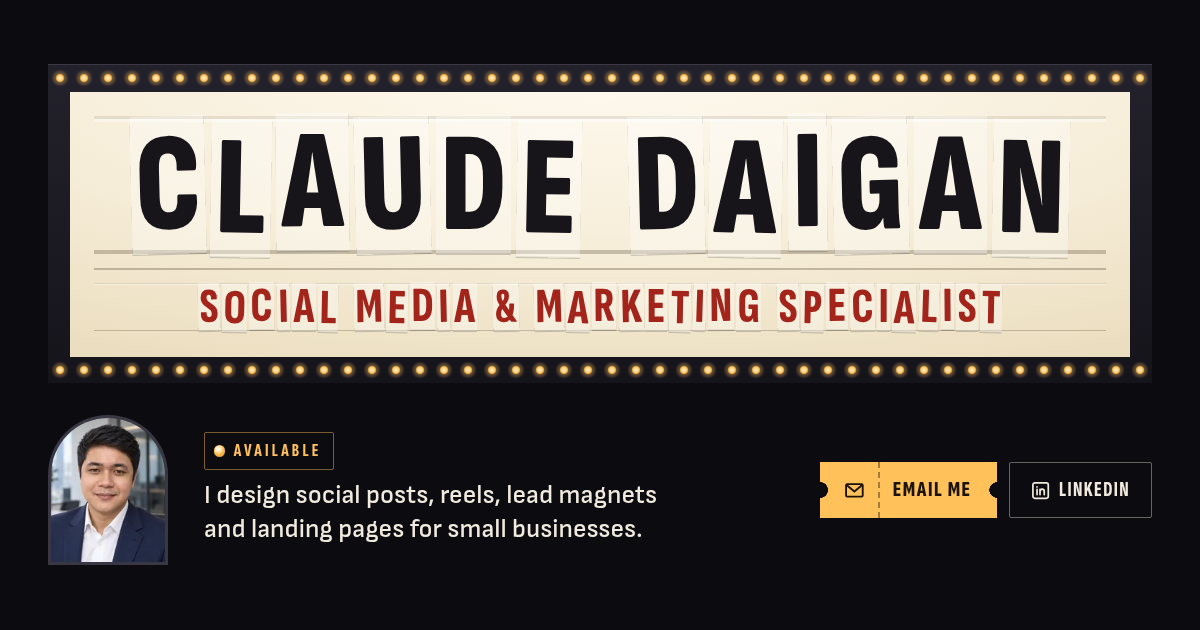 CLAUDE DAIGAN
SOCIAL MEDIA & MARKETING SPECIALIST
AVAILABLE
I design social posts, reels, lead magnets
and landing pages for small businesses.
EMAIL ME
in LINKEDIN